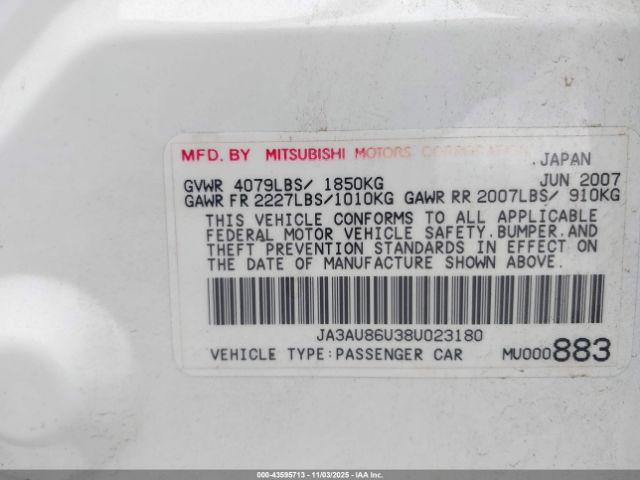 MFD. BY MITSUBISHI MOTORS CORPORATION. JAPAN
GVWR 4079LBS/ 1850KG JUN 2007
GAWR FR 2227LBS/1010KG GAWR RR 2007LBS/ 910KG
THIS VEHICLE CONFORMS TO ALL APPLICABLE
FEDERAL MOTOR VEHICLE SAFETY.BUMPER.AND
THEFT PREVENTION STANDARDS IN EFFECT ON
THE DATE OF MANUFACTURE SHOWN ABOVE.
JA3AU86U38U023180
VEHICLE TYPE:PASSENGER CAR MU000883
000-43595713 - 11/03/2025 - IAAI.COM